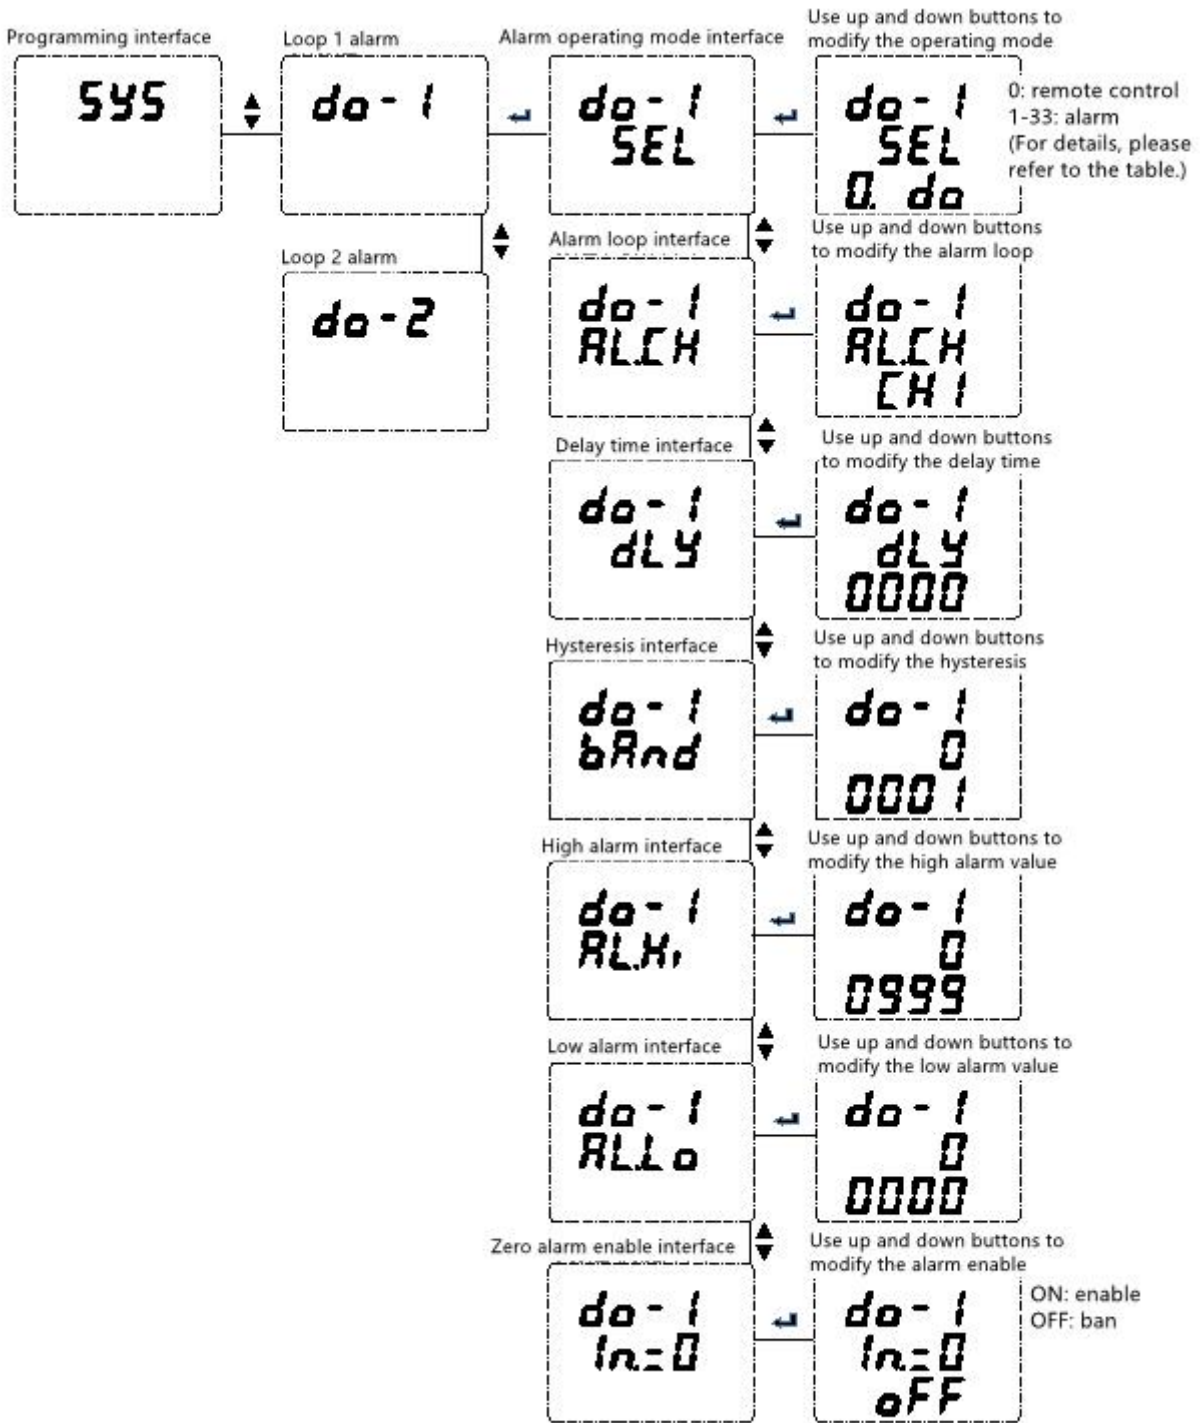 Programming interface
SYS
Loop 1 alarm
do-1
Loop 2 alarm
do-2
Alarm operating mode interface
do-1
SEL
Use up and down buttons to
modify the operating mode
do-1
SEL
0. do
0: remote control
1-33: alarm
(For details, please
refer to the table.)
Alarm loop interface
do-1
AL.CH
Use up and down buttons
to modify the alarm loop
do-1
AL.CH
CH1
Delay time interface
do-1
dLY
Use up and down buttons
to modify the delay time
do-1
dLY
0000
Hysteresis interface
do-1
bAnd
Use up and down buttons
to modify the hysteresis
do-1
0
0001
High alarm interface
do-1
AL.Hi
Use up and down buttons to
modify the high alarm value
do-1
0
0999
Low alarm interface
do-1
AL.Lo
Use up and down buttons to
modify the low alarm value
do-1
0
0000
Zero alarm enable interface
do-1
In.=0
Use up and down buttons to
modify the alarm enable
do-1
In.=0
oFF
ON: enable
OFF: ban